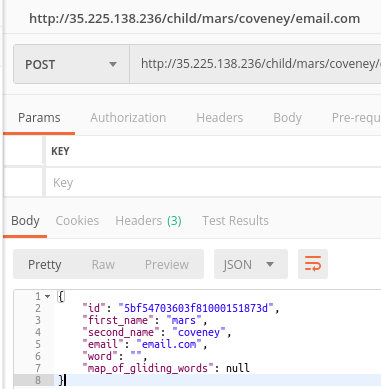 http://35.225.138.236/child/mars/coveney/email.com
POST http://35.225.138.236/child/mars/coveney/
Params Authorization Headers Body Pre-requ
KEY
Key
Body Cookies Headers (3) Test Results
Pretty Raw Preview JSON
1 {
2 "id": "5bf54703603f81000151873d",
3 "first_name": "mars",
4 "second_name": "coveney",
5 "email": "email.com",
6 "word": "",
7 "map_of_gliding_words": null
8 }